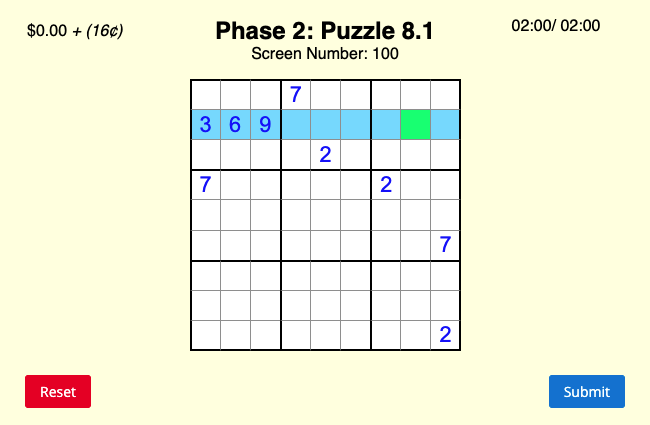 $0.00 + (16¢)
Phase 2: Puzzle 8.1
02:00/ 02:00
Screen Number: 100
7
3 6 9
2
7 2
7
2
Reset
Submit